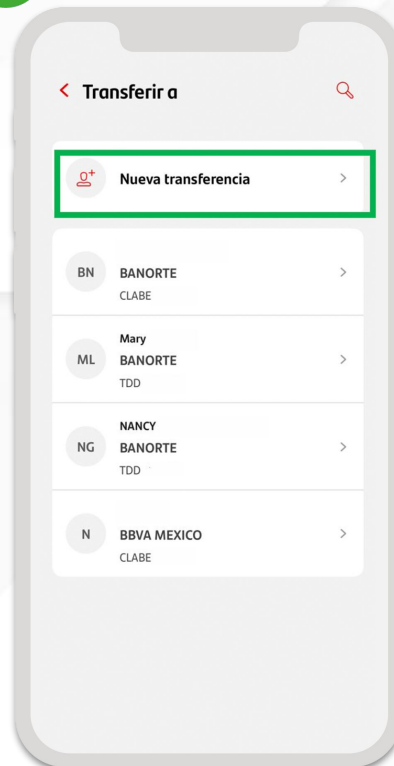 Transferir a
Nueva transferencia
BN
BANORTE
CLABE
Mary
ML
BANORTE
TDD
NANCY
NG
BANORTE
TDD
N
BBVA MEXICO
CLABE